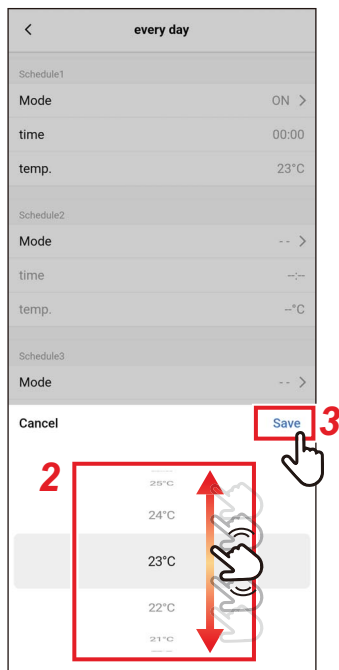 < every day
Schedule1
Mode ON >
time 00:00
temp. 23°C
Schedule2
Mode -- >
time --:--
temp. --°C
Schedule3
Mode -- >
Cancel Save 3
2
25°C
24°C
23°C
22°C
21°C